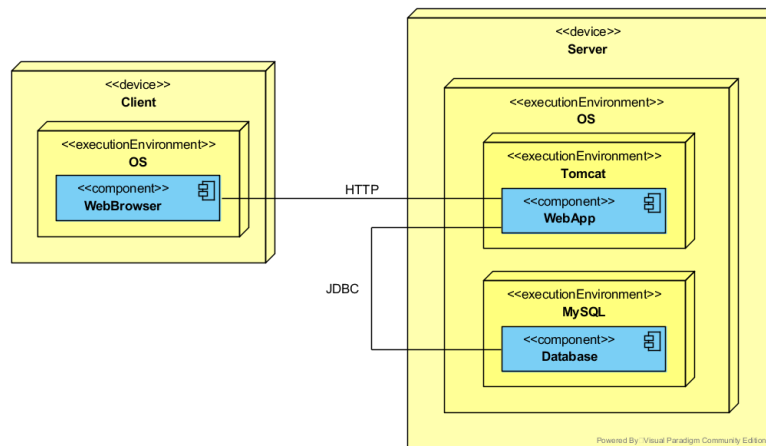 <<device>>
Client
<<executionEnvironment>>
OS
<<component>>
WebBrowser
HTTP
JDBC
<<device>>
Server
<<executionEnvironment>>
OS
<<executionEnvironment>>
Tomcat
<<component>>
WebApp
<<executionEnvironment>>
MySQL
<<component>>
Database
Powered By Visual Paradigm Community Edition